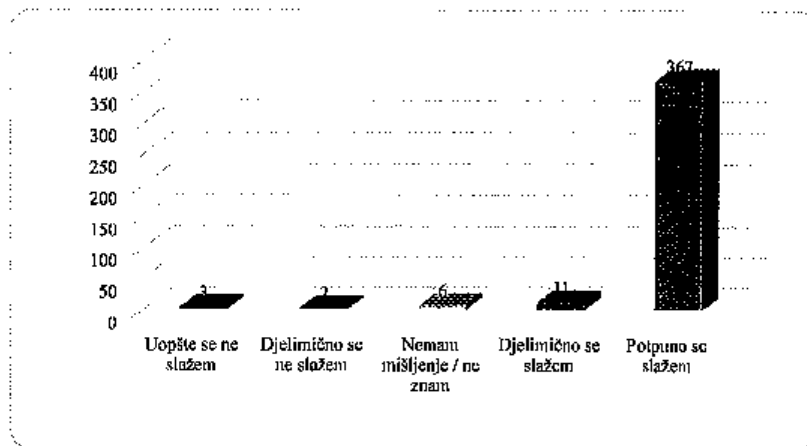 400
350
300
250
200
150
100
50
0
3
2
6
11
367
Uopšte se ne
slažem
Djelimično se
ne slažem
Nemam
mišljenje / ne
znam
Djelimično se
slažem
Potpuno se
slažem